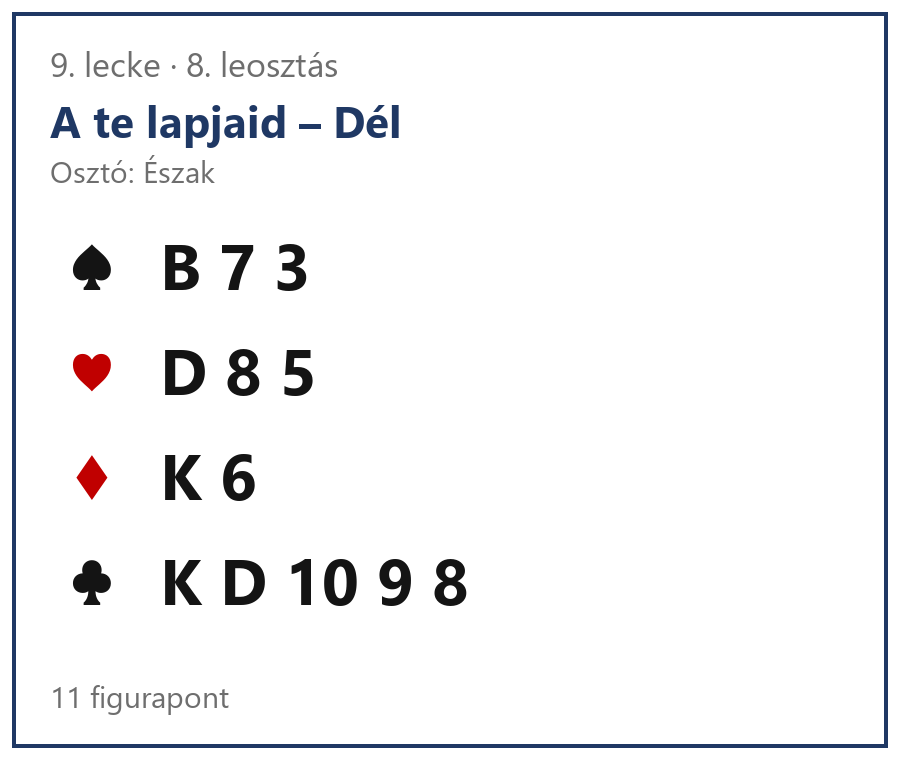 9. lecke · 8. leosztás
A te lapjaid – Dél
Osztó: Észak
♠ B 7 3
♥ D 8 5
♦ K 6
♣ K D 10 9 8
11 figurapont